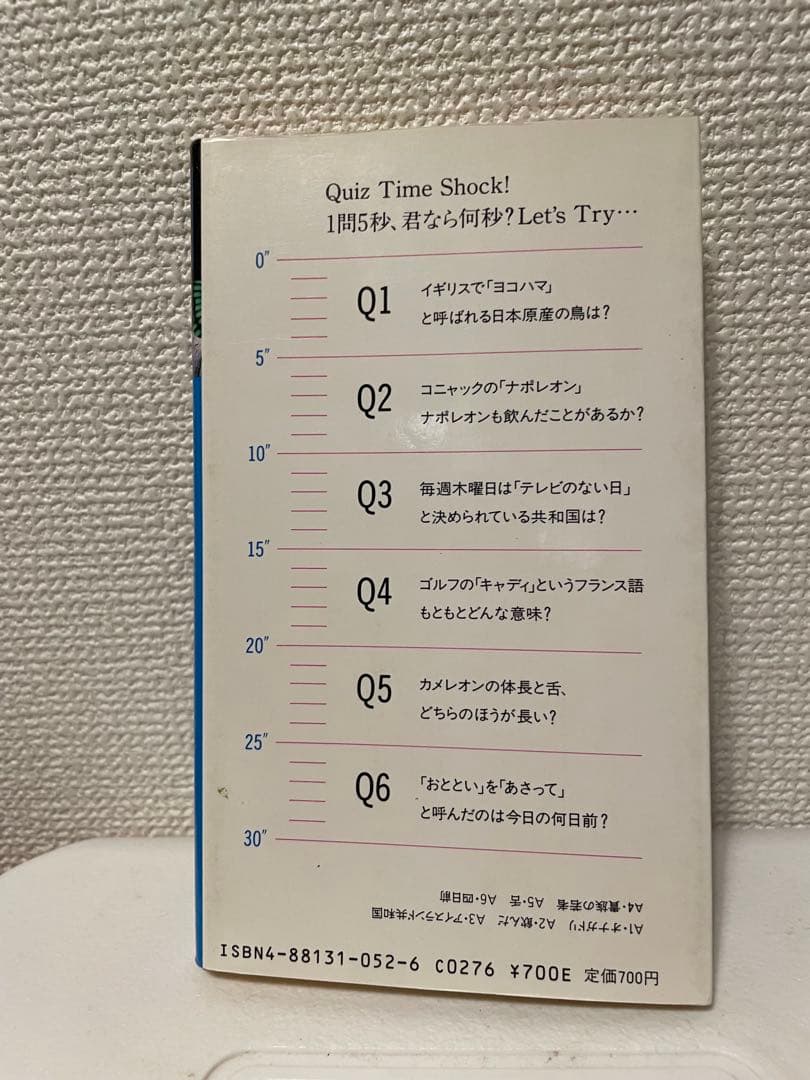 Quiz Time Shock!
1問5秒、君なら何秒?Let's Try…
0"
Q1
イギリスで「ヨコハマ」
と呼ばれる日本原産の鳥は?
5"
Q2
コニャックの「ナポレオン」
ナポレオンも飲んだことがあるか?
10"
Q3
毎週木曜日は「テレビのない日」
と決められている共和国は?
15"
Q4
ゴルフの「キャディ」というフランス語
もともとどんな意味?
20"
Q5
カメレオンの体長と舌、
どちらのほうが長い?
25"
Q6
「おととい」を「あさって」
と呼んだのは今日の何日前?
30"
A1・オナガドリ A2・飲んだ A3・アイスランド共和国
A4・貴族の若者 A5・舌 A6・四日前
ISBN4-88131-052-6 C0276 ¥700E 定価700円